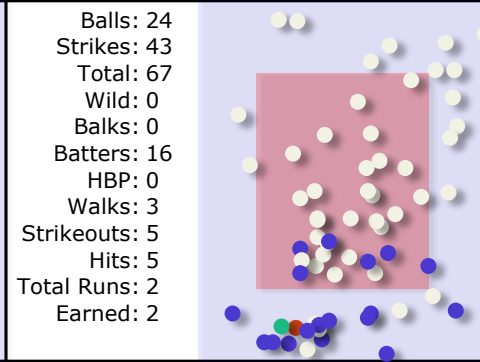 Balls: 24
Strikes: 43
Total: 67
Wild: 0
Balks: 0
Batters: 16
HBP: 0
Walks: 3
Strikeouts: 5
Hits: 5
Total Runs: 2
Earned: 2